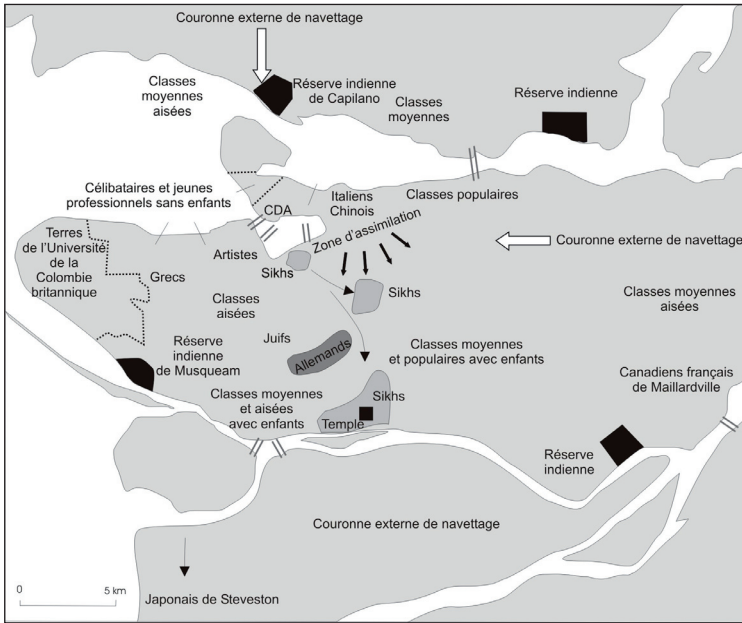 Couronne externe de navettage
Classes
moyennes
aisées
Réserve indienne
de Capilano
Classes
moyennes
Réserve indienne
Célibataires et jeunes
professionnels sans enfants
CDA
Italiens
Chinois
Classes populaires
Zone d'assimilation
Terres
de l'Université
de la
Colombie
britannique
Grecs
Artistes
Sikhs
Couronne externe de navettage
Classes
aisées
Sikhs
Classes moyennes
aisées
Juifs
Allemands
Classes moyennes
et populaires avec enfants
Réserve
indienne
de Musqueam
Canadiens français
de Maillardville
Classes moyennes
et aisées
avec enfants
Sikhs
Temple
Réserve
indienne
Couronne externe de navettage
0
5 km
Japonais de Steveston